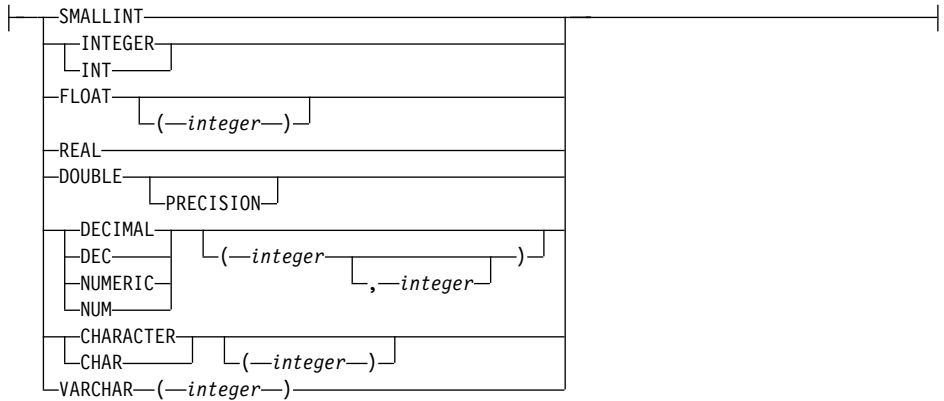 SMALLINT
INTEGER
INT
FLOAT
(integer)
REAL
DOUBLE
PRECISION
DECIMAL
DEC (integer )
NUMERIC ,integer
NUM
CHARACTER
CHAR (integer)
VARCHAR (integer)